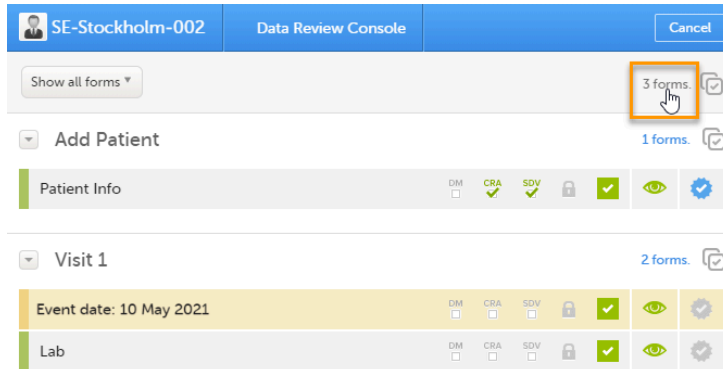 SE-Stockholm-002 Data Review Console Cancel
Show all forms 3 forms.
Add Patient 1 forms.
Patient Info DM CRA SDV
Visit 1 2 forms.
Event date: 10 May 2021 DM CRA SDV
Lab DM CRA SDV